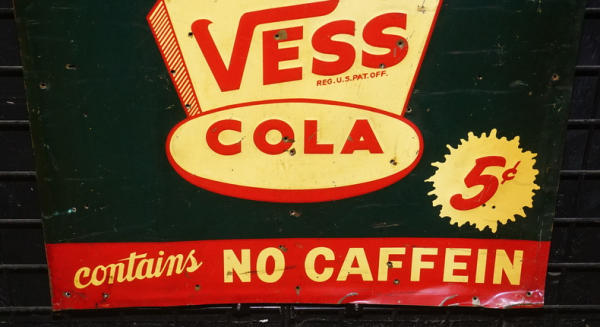 VESS
REG. U.S. PAT. OFF.
COLA
5¢
contains NO CAFFEIN